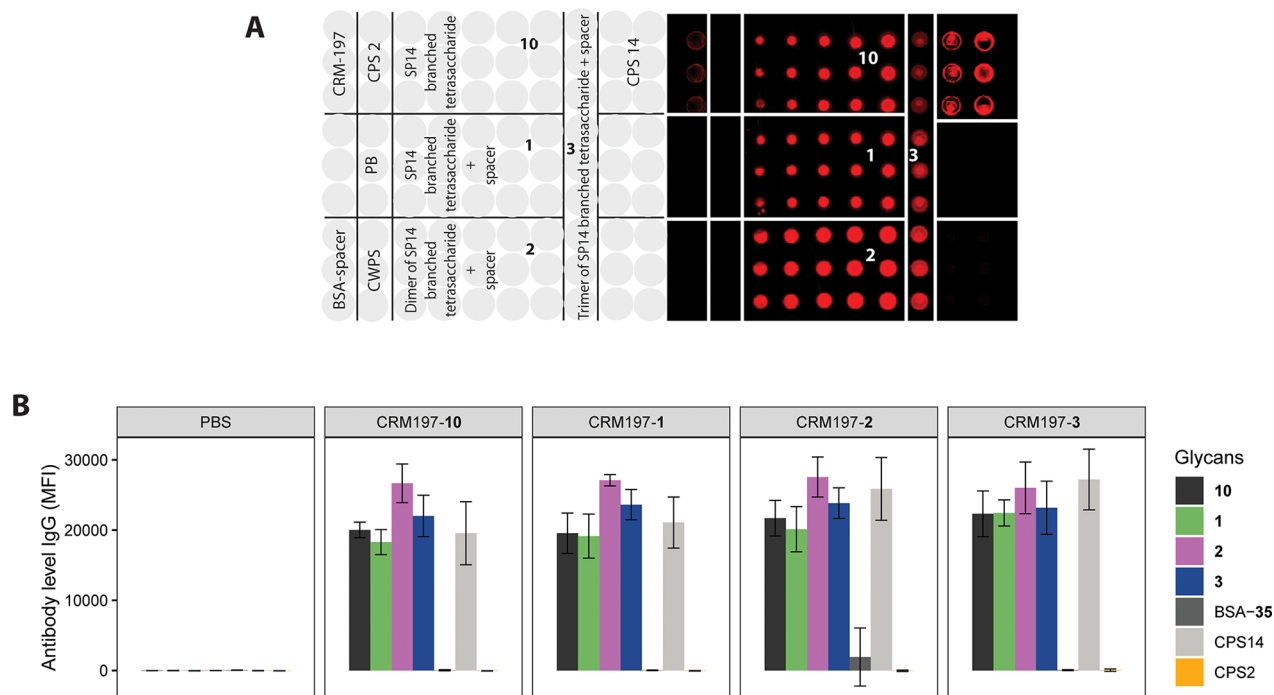 A
CRM-197
CPS 2
SP14
branched
tetrasaccharide
10
CPS 14
PB
SP14
branched
tetrasaccharide
+
spacer
1
3
Trimer of SP14 branched tetrasaccharide + spacer
BSA-spacer
CWPS
Dimer of SP14
branched
tetrasaccharide
+
spacer
2
10
1
3
2
B
PBS
CRM197-10
CRM197-1
CRM197-2
CRM197-3
Antibody level IgG (MFI)
30000
20000
10000
0
Glycans
10
1
2
3
BSA−35
CPS14
CPS2